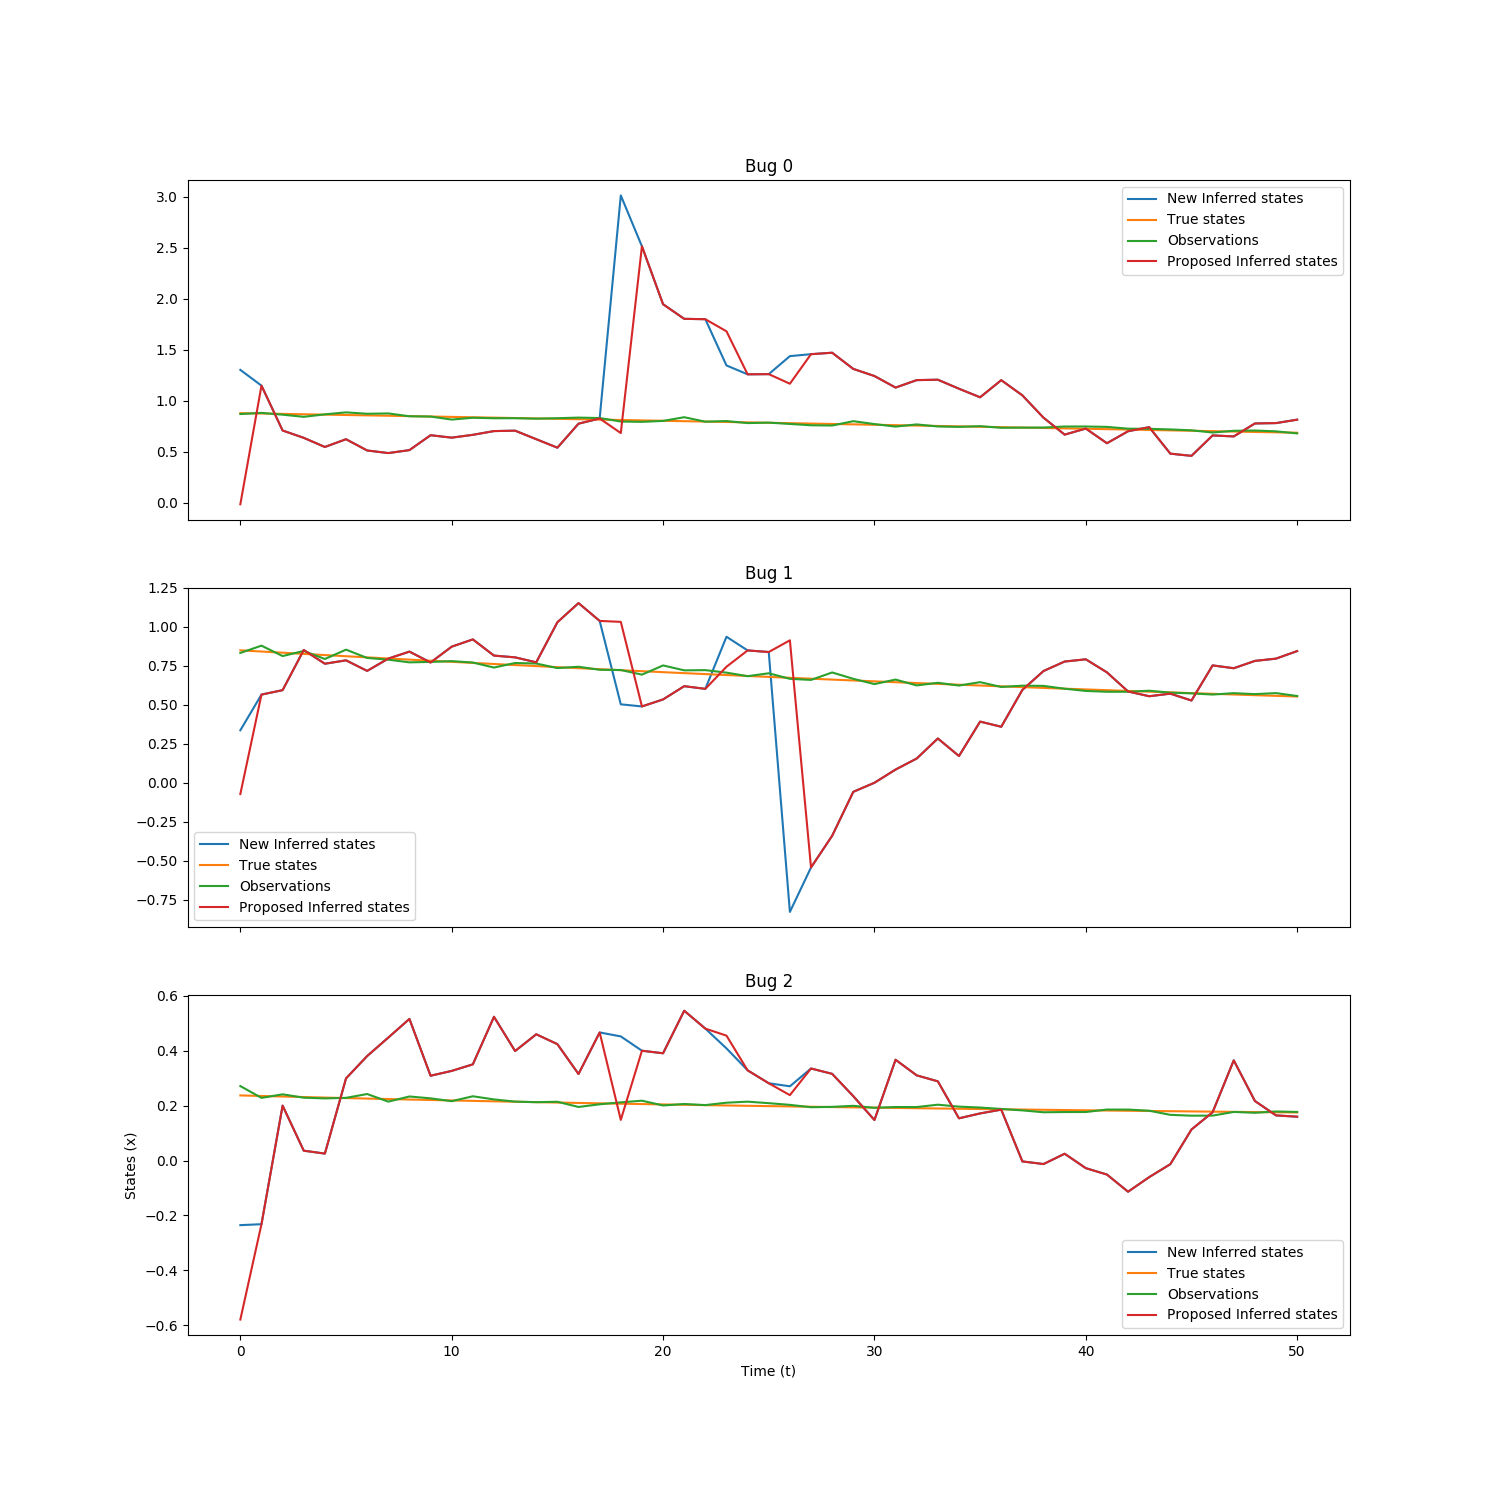 Bug 0
3.0
2.5
2.0
1.5
1.0
0.5
0.0
New Inferred states
True states
Observations
Proposed Inferred states
Bug 1
1.25
1.00
0.75
0.50
0.25
0.00
−0.25
−0.50
−0.75
New Inferred states
True states
Observations
Proposed Inferred states
Bug 2
States (x)
0.6
0.4
0.2
0.0
−0.2
−0.4
−0.6
New Inferred states
True states
Observations
Proposed Inferred states
0 10 20 30 40 50
Time (t)